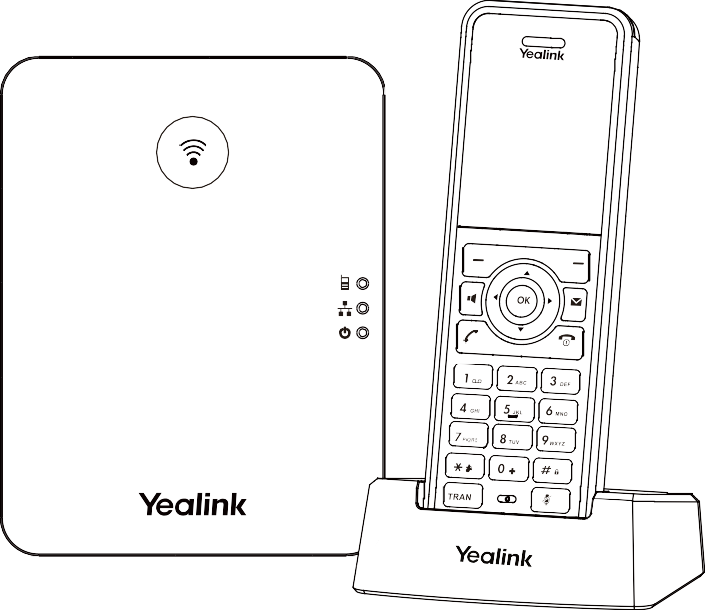 Yealink
OK
1
2 ABC
3 DEF
4 GHI
5 JKL
6 MNO
7 PQRS
8 TUV
9 WXYZ
*
0 +
#
TRAN
Yealink
Yealink